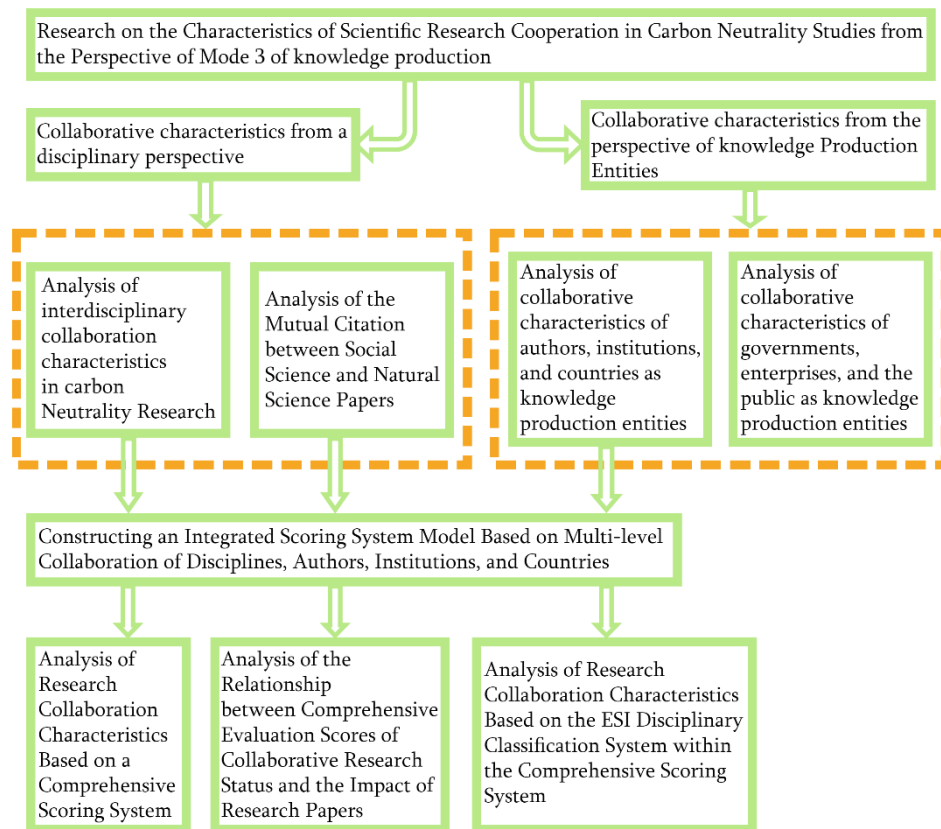 Research on the Characteristics of Scientific Research Cooperation in Carbon Neutrality Studies from
the Perspective of Mode 3 of knowledge production
Collaborative characteristics from a
disciplinary perspective
Collaborative characteristics from the
perspective of knowledge Production
Entities
Analysis of
interdisciplinary
collaboration
characteristics
in carbon
Neutrality Research
Analysis of the
Mutual Citation
between Social
Science and Natural
Science Papers
Analysis of
collaborative
characteristics of
authors, institutions,
and countries as
knowledge
production entities
Analysis of
collaborative
characteristics of
governments,
enterprises, and the
public as knowledge
production entities
Constructing an Integrated Scoring System Model Based on Multi-level
Collaboration of Disciplines, Authors, Institutions, and Countries
Analysis of
Research
Collaboration
Characteristics
Based on a
Comprehensive
Scoring System
Analysis of the
Relationship
between Comprehensive
Evaluation Scores of
Collaborative Research
Status and the Impact of
Research Papers
Analysis of Research
Collaboration Characteristics
Based on the ESI Disciplinary
Classification System within
the Comprehensive Scoring
System